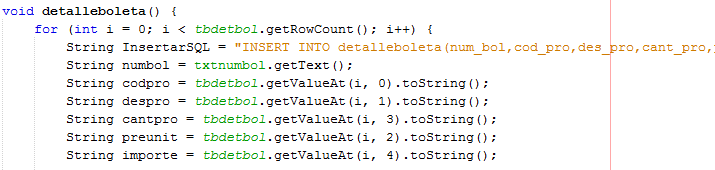 void detalleboleta() {
for (int i = 0; i < tbdetbol.getRowCount(); i++) {
String InsertarSQL = "INSERT INTO detalleboleta(num_bol,cod_pro,des_pro,cant_pro,
String numbol = txtnumbol.getText();
String codpro = tbdetbol.getValueAt(i, 0).toString();
String despro = tbdetbol.getValueAt(i, 1).toString();
String cantpro = tbdetbol.getValueAt(i, 3).toString();
String preunit = tbdetbol.getValueAt(i, 2).toString();
String importe = tbdetbol.getValueAt(i, 4).toString();